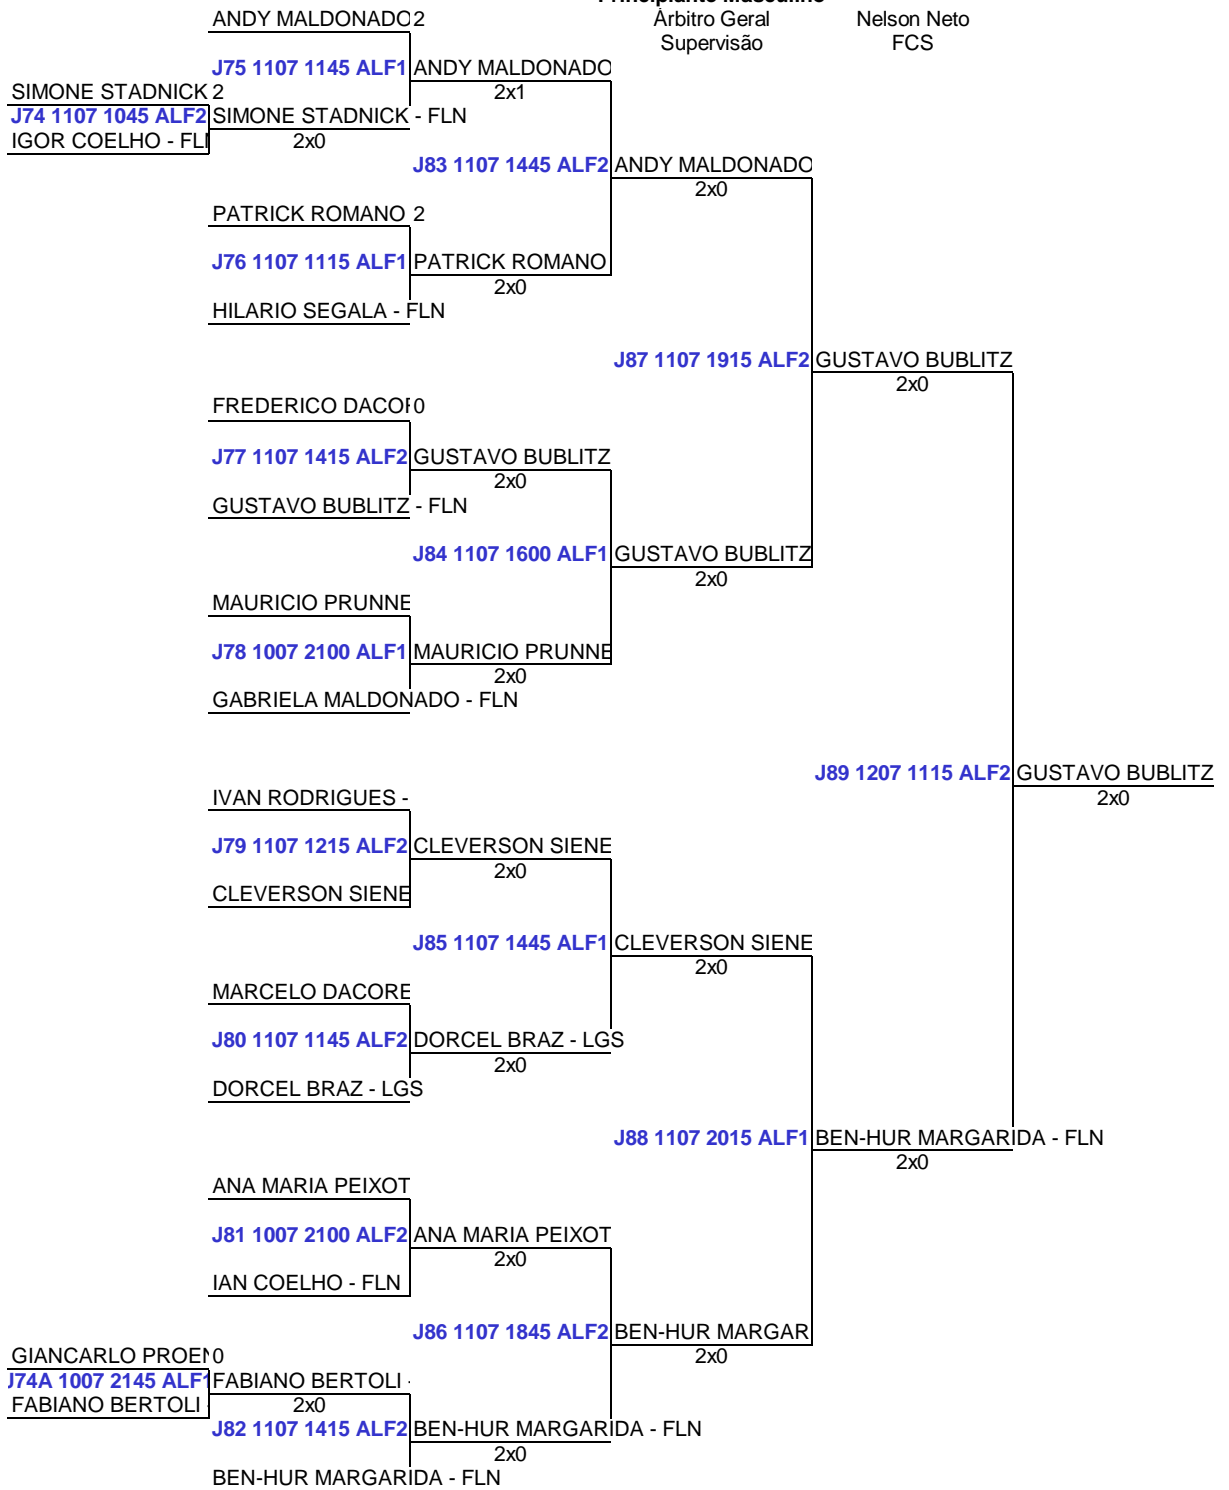 Principiante Masculino
ANDY MALDONADO 2
Árbitro Geral Nelson Neto
Supervisão FCS
J75 1107 1145 ALF1 ANDY MALDONADO
2x1
SIMONE STADNICK 2
J74 1107 1045 ALF2 SIMONE STADNICK - FLN
IGOR COELHO - FLN
2x0
J83 1107 1445 ALF2 ANDY MALDONADO
2x0
PATRICK ROMANO 2
J76 1107 1115 ALF1 PATRICK ROMANO
2x0
HILARIO SEGALA - FLN
J87 1107 1915 ALF2 GUSTAVO BUBLITZ
2x0
FREDERICO DACOR 0
J77 1107 1415 ALF2 GUSTAVO BUBLITZ
2x0
GUSTAVO BUBLITZ - FLN
J84 1107 1600 ALF1 GUSTAVO BUBLITZ
2x0
MAURICIO PRUNNE
J78 1007 2100 ALF1 MAURICIO PRUNNE
2x0
GABRIELA MALDONADO - FLN
J89 1207 1115 ALF2 GUSTAVO BUBLITZ
2x0
IVAN RODRIGUES -
J79 1107 1215 ALF2 CLEVERSON SIENE
2x0
CLEVERSON SIENE
J85 1107 1445 ALF1 CLEVERSON SIENE
2x0
MARCELO DACORE
J80 1107 1145 ALF2 DORCEL BRAZ - LGS
2x0
DORCEL BRAZ - LGS
J88 1107 2015 ALF1 BEN-HUR MARGARIDA - FLN
2x0
ANA MARIA PEIXOT
J81 1007 2100 ALF2 ANA MARIA PEIXOT
2x0
IAN COELHO - FLN
J86 1107 1845 ALF2 BEN-HUR MARGAR
2x0
GIANCARLO PROEN 0
J74A 1007 2145 ALF1 FABIANO BERTOLI -
FABIANO BERTOLI -
2x0
J82 1107 1415 ALF2 BEN-HUR MARGARIDA - FLN
2x0
BEN-HUR MARGARIDA - FLN